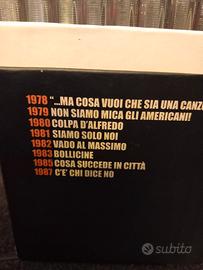 1978 "...MA COSA VUOI CHE SIA UNA CANZ
1979 NON SIAMO MICA GLI AMERICANI!
1980 COLPA D'ALFREDO
1981 SIAMO SOLO NOI
1982 VADO AL MASSIMO
1983 BOLLICINE
1985 COSA SUCCEDE IN CITTÀ
1987 C'E' CHI DICE NO
subito